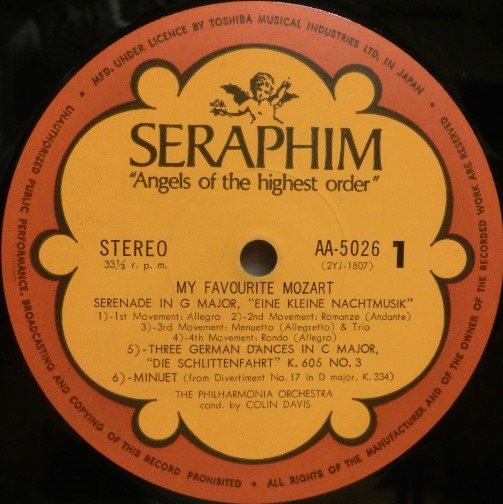 MFD. UNDER LICENCE BY TOSHIBA MUSICAL INDUSTRIES LTD. IN JAPAN
SERAPHIM
"Angels of the highest order"
STEREO
33⅓ r. p. m.
AA-5026 1
(2YJ-1807)
MY FAVOURITE MOZART
SERENADE IN G MAJOR, "EINE KLEINE NACHTMUSIK"
1)-1st Movement: Allegro 2)-2nd Movement: Romanze (Andante)
3)-3rd Movement: Menuetta (Allegretto) & Trio
4)-4th Movement: Rondo (Allegro)
5)-THREE GERMAN DANCES IN C MAJOR,
"DIE SCHLITTENFAHRT" K. 605 NO. 3
6)-MINUET (from Divertiment No. 17 in D major, K. 334)
THE PHILHARMONIA ORCHESTRA
cond. by COLIN DAVIS
UNAUTHORIZED PUBLIC PERFORMANCE, BROADCASTING AND COPYING OF THIS RECORD PROHIBITED • ALL RIGHTS OF THE MANUFACTURER AND OF THE OWNER OF THE RECORDED WORK ARE RESERVED